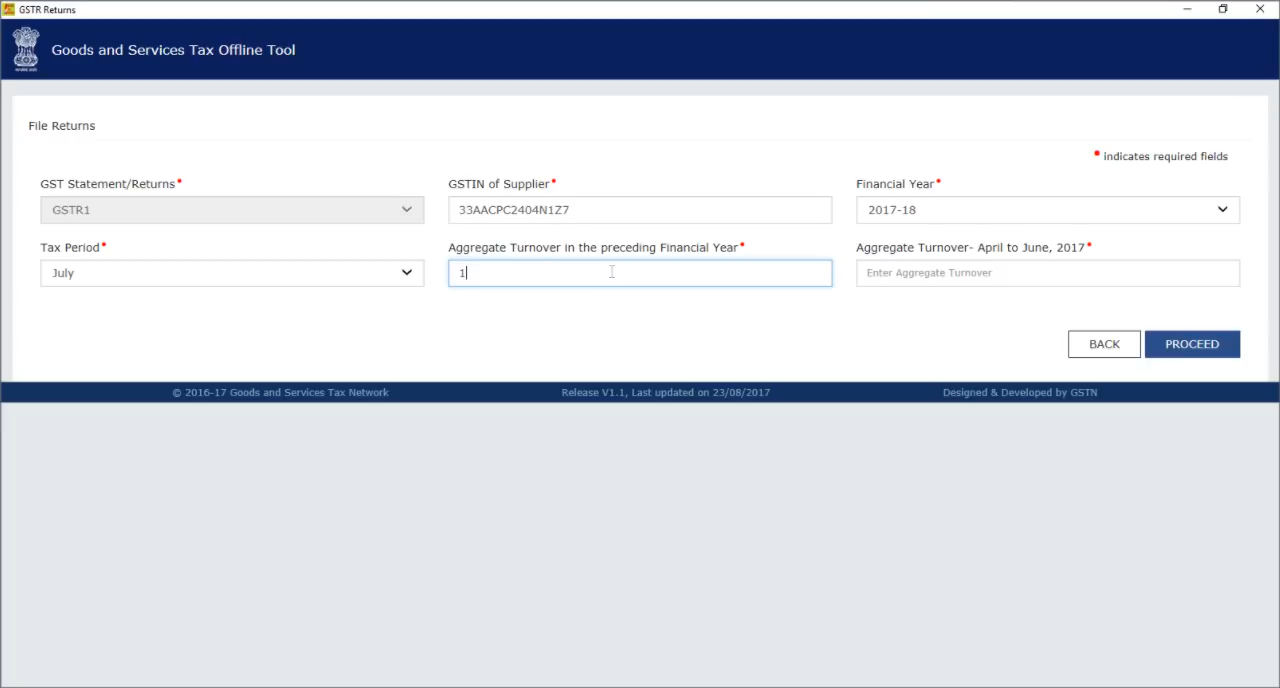 GSTR Returns
Goods and Services Tax Offline Tool
File Returns
• indicates required fields
GST Statement/Returns•
GSTIN of Supplier•
Financial Year•
GSTR1
33AACPC2404N1Z7
2017-18
Tax Period•
Aggregate Turnover in the preceding Financial Year•
Aggregate Turnover- April to June, 2017•
July
1
Enter Aggregate Turnover
BACK
PROCEED
© 2016-17 Goods and Services Tax Network
Release V1.1, Last updated on 23/08/2017
Designed & Developed by GSTN